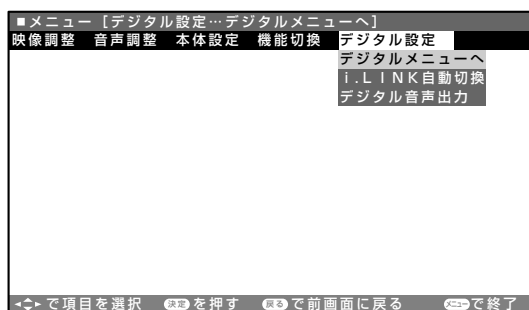 ■メニュー［デジタル設定…デジタルメニューへ］
映像調整 音声調整 本体設定 機能切換 デジタル設定
デジタルメニューへ
i.LINK自動切換
デジタル音声出力
で項目を選択 決定を押す 戻るで前画面に戻る メニューで終了